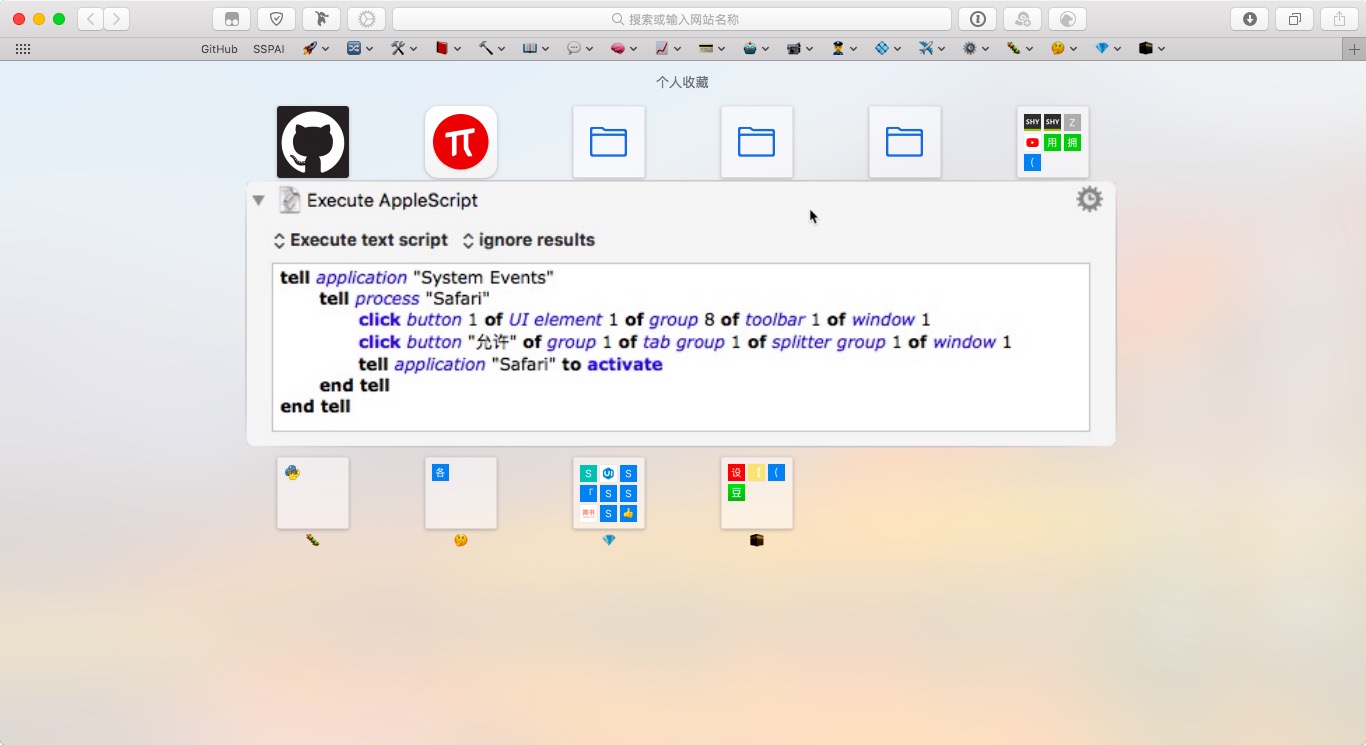 搜索或输入网站名称
GitHub SSPAI
个人收藏
SHY SHY Z
用 拥
(
Execute AppleScript
Execute text script ignore results
tell application "System Events"
tell process "Safari"
click button 1 of UI element 1 of group 8 of toolbar 1 of window 1
click button "允许" of group 1 of tab group 1 of splitter group 1 of window 1
tell application "Safari" to activate
end tell
end tell
各
S S
「 S S
S
设 【 (
豆